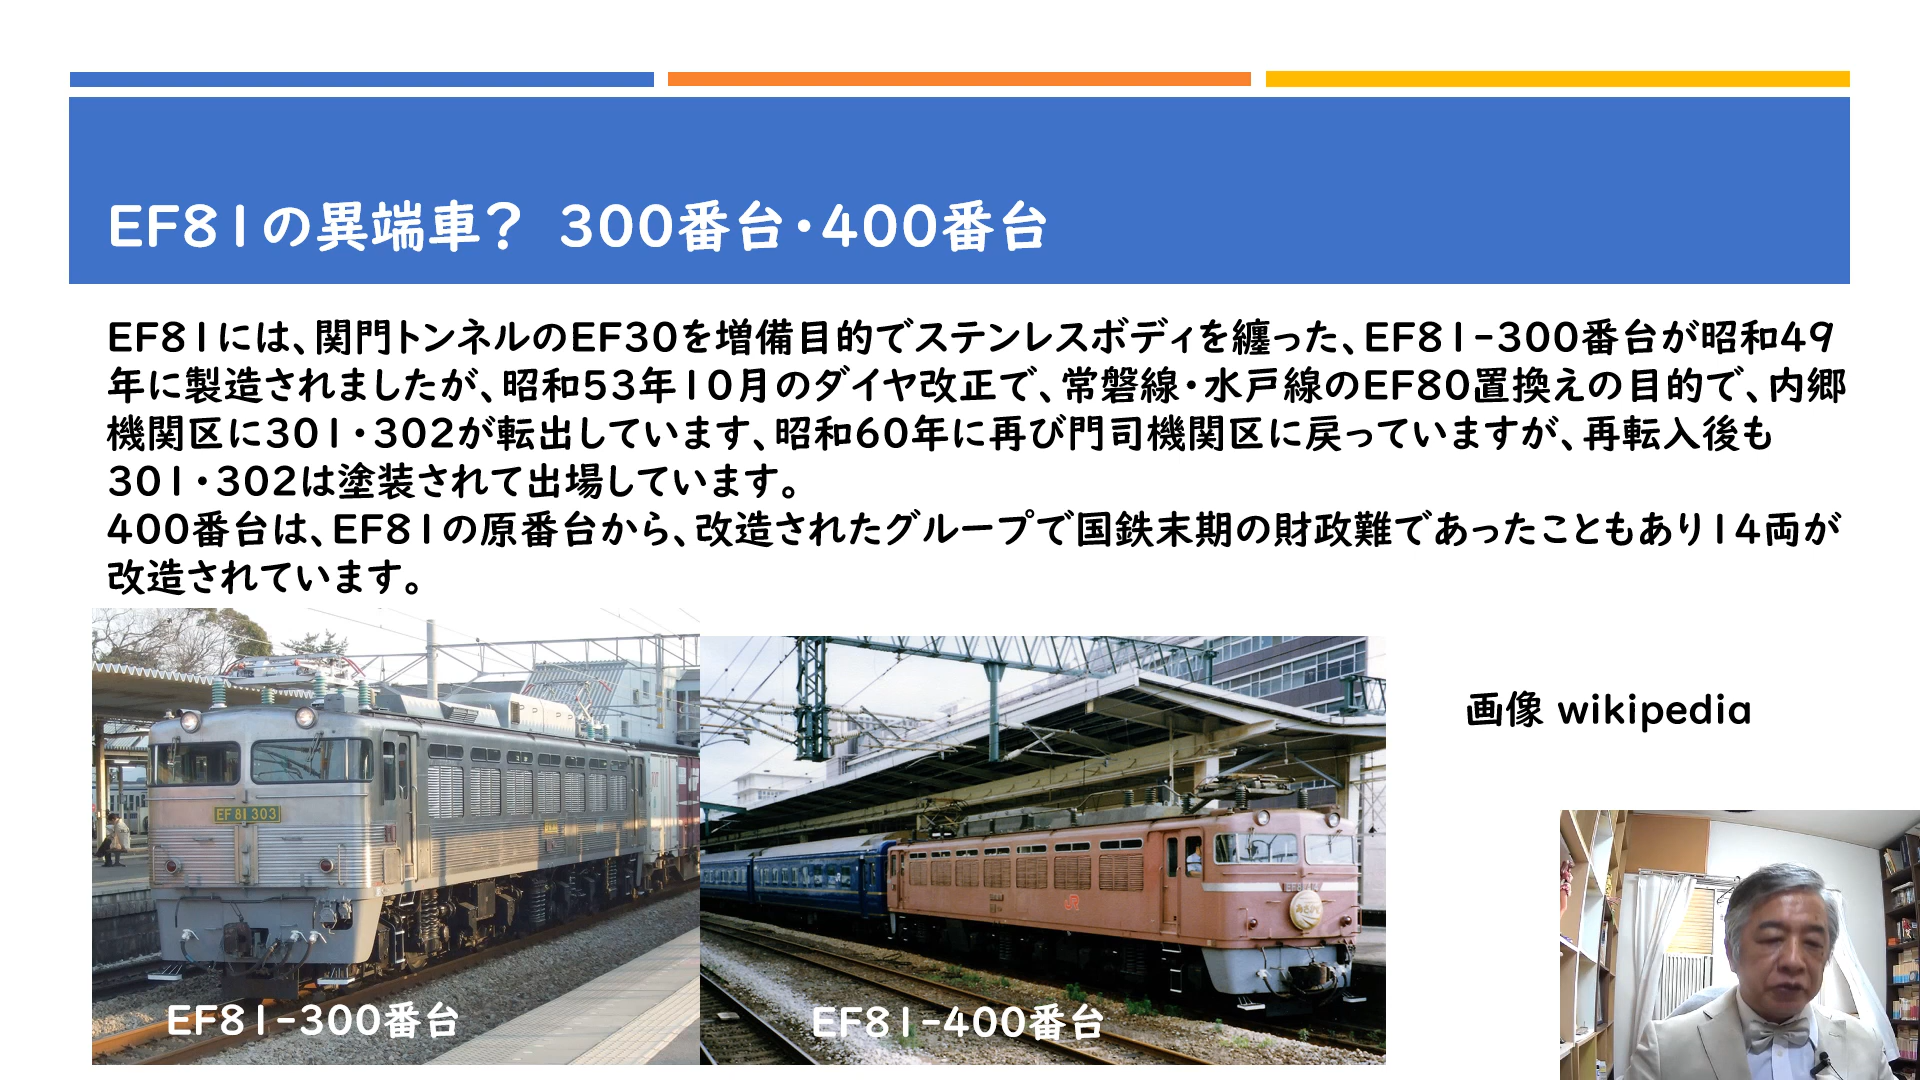 EF81の異端車？ 300番台・400番台
EF81には、関門トンネルのEF30を増備目的でステンレスボディを纏った、EF81-300番台が昭和49
年に製造されましたが、昭和53年10月のダイヤ改正で、常磐線・水戸線のEF80置換えの目的で、内郷
機関区に301・302が転出しています、昭和60年に再び門司機関区に戻っていますが、再転入後も
301・302は塗装されて出場しています。
400番台は、EF81の原番台から、改造されたグループで国鉄末期の財政難であったこともあり14両が
改造されています。
画像 wikipedia
EF 81 303
JR
EF81-300番台
EF81-400番台